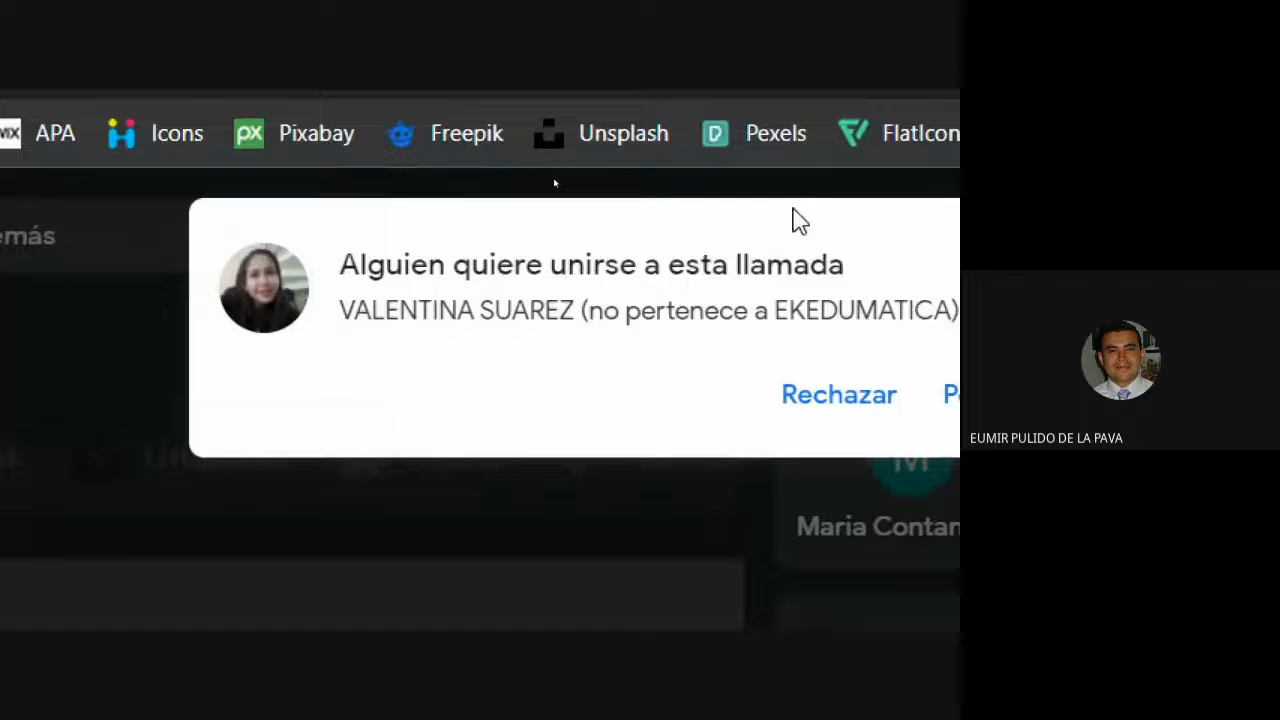 APA Icons Pixabay Freepik Unsplash Pexels FlatIcon
emás
Alguien quiere unirse a esta llamada
VALENTINA SUAREZ (no pertenece a EKEDUMATICA)
Rechazar
EUMIR PULIDO DE LA PAVA
Maria Contar